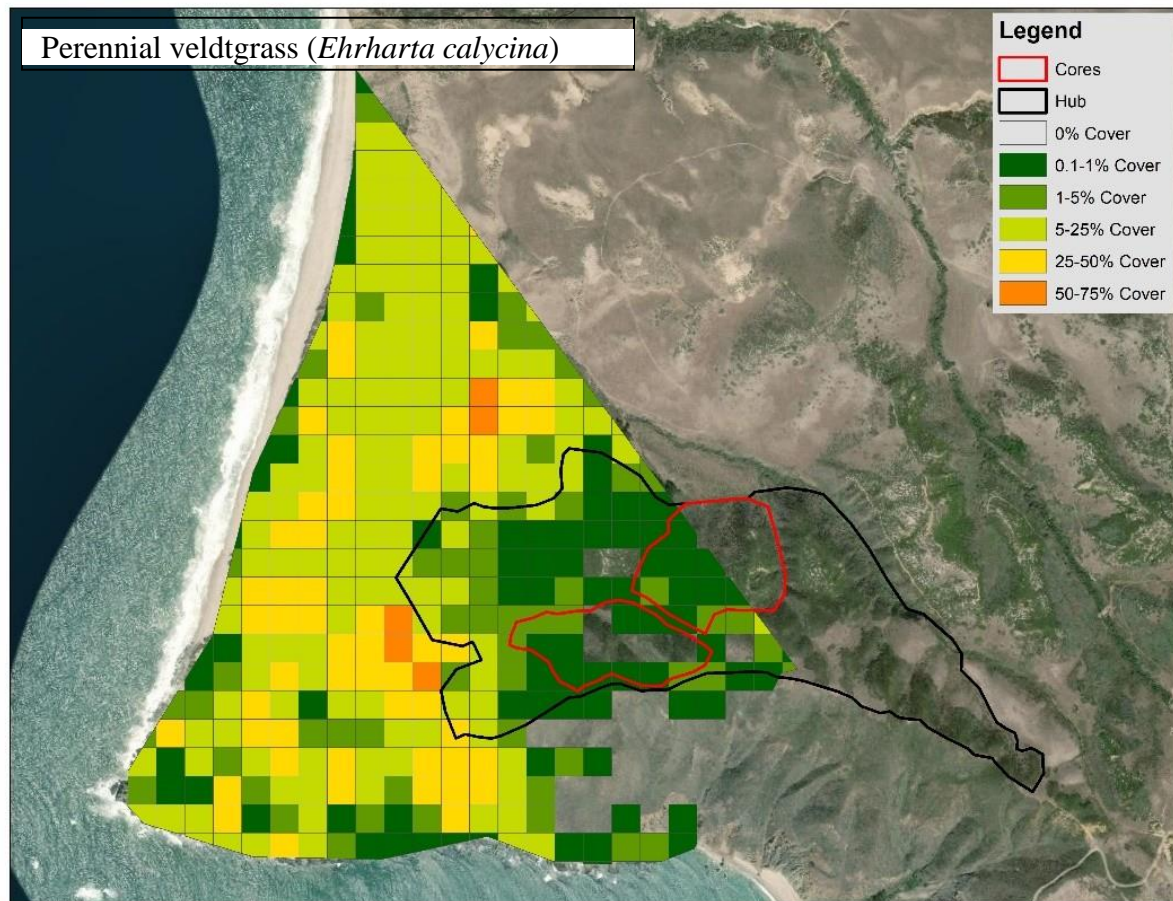 Perennial veldtgrass (Ehrharta calycina)
Legend
Cores
Hub
0% Cover
0.1-1% Cover
1-5% Cover
5-25% Cover
25-50% Cover
50-75% Cover